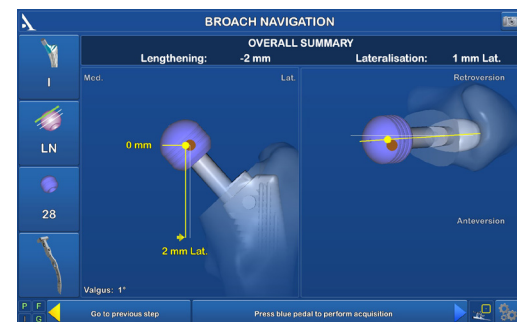 BROACH NAVIGATION
OVERALL SUMMARY
Lengthening: -2 mm Lateralisation: 1 mm Lat.
I
LN
28
Med. Lat.
0 mm
2 mm Lat.
Valgus: 1°
Retroversion
Anteversion
P F
I G
Go to previous step
Press blue pedal to perform acquisition